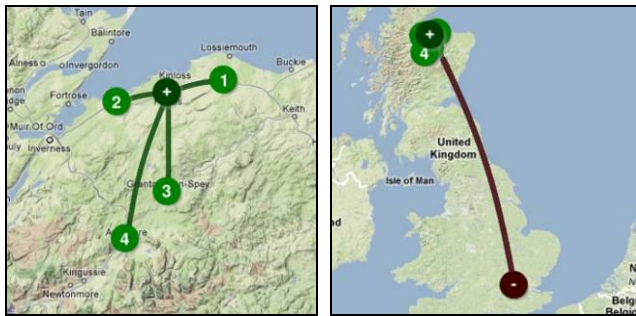 Tain
Balintore
Lossiemouth
Alness
Invergordon
Buckie
Kinloss
1
+
2
Fortrose
Keith
Muir Of Ord
Inverness
3
4
Kingussie
Newtonmore
+
4
United
Kingdom
Isle of Man
-
Belgi